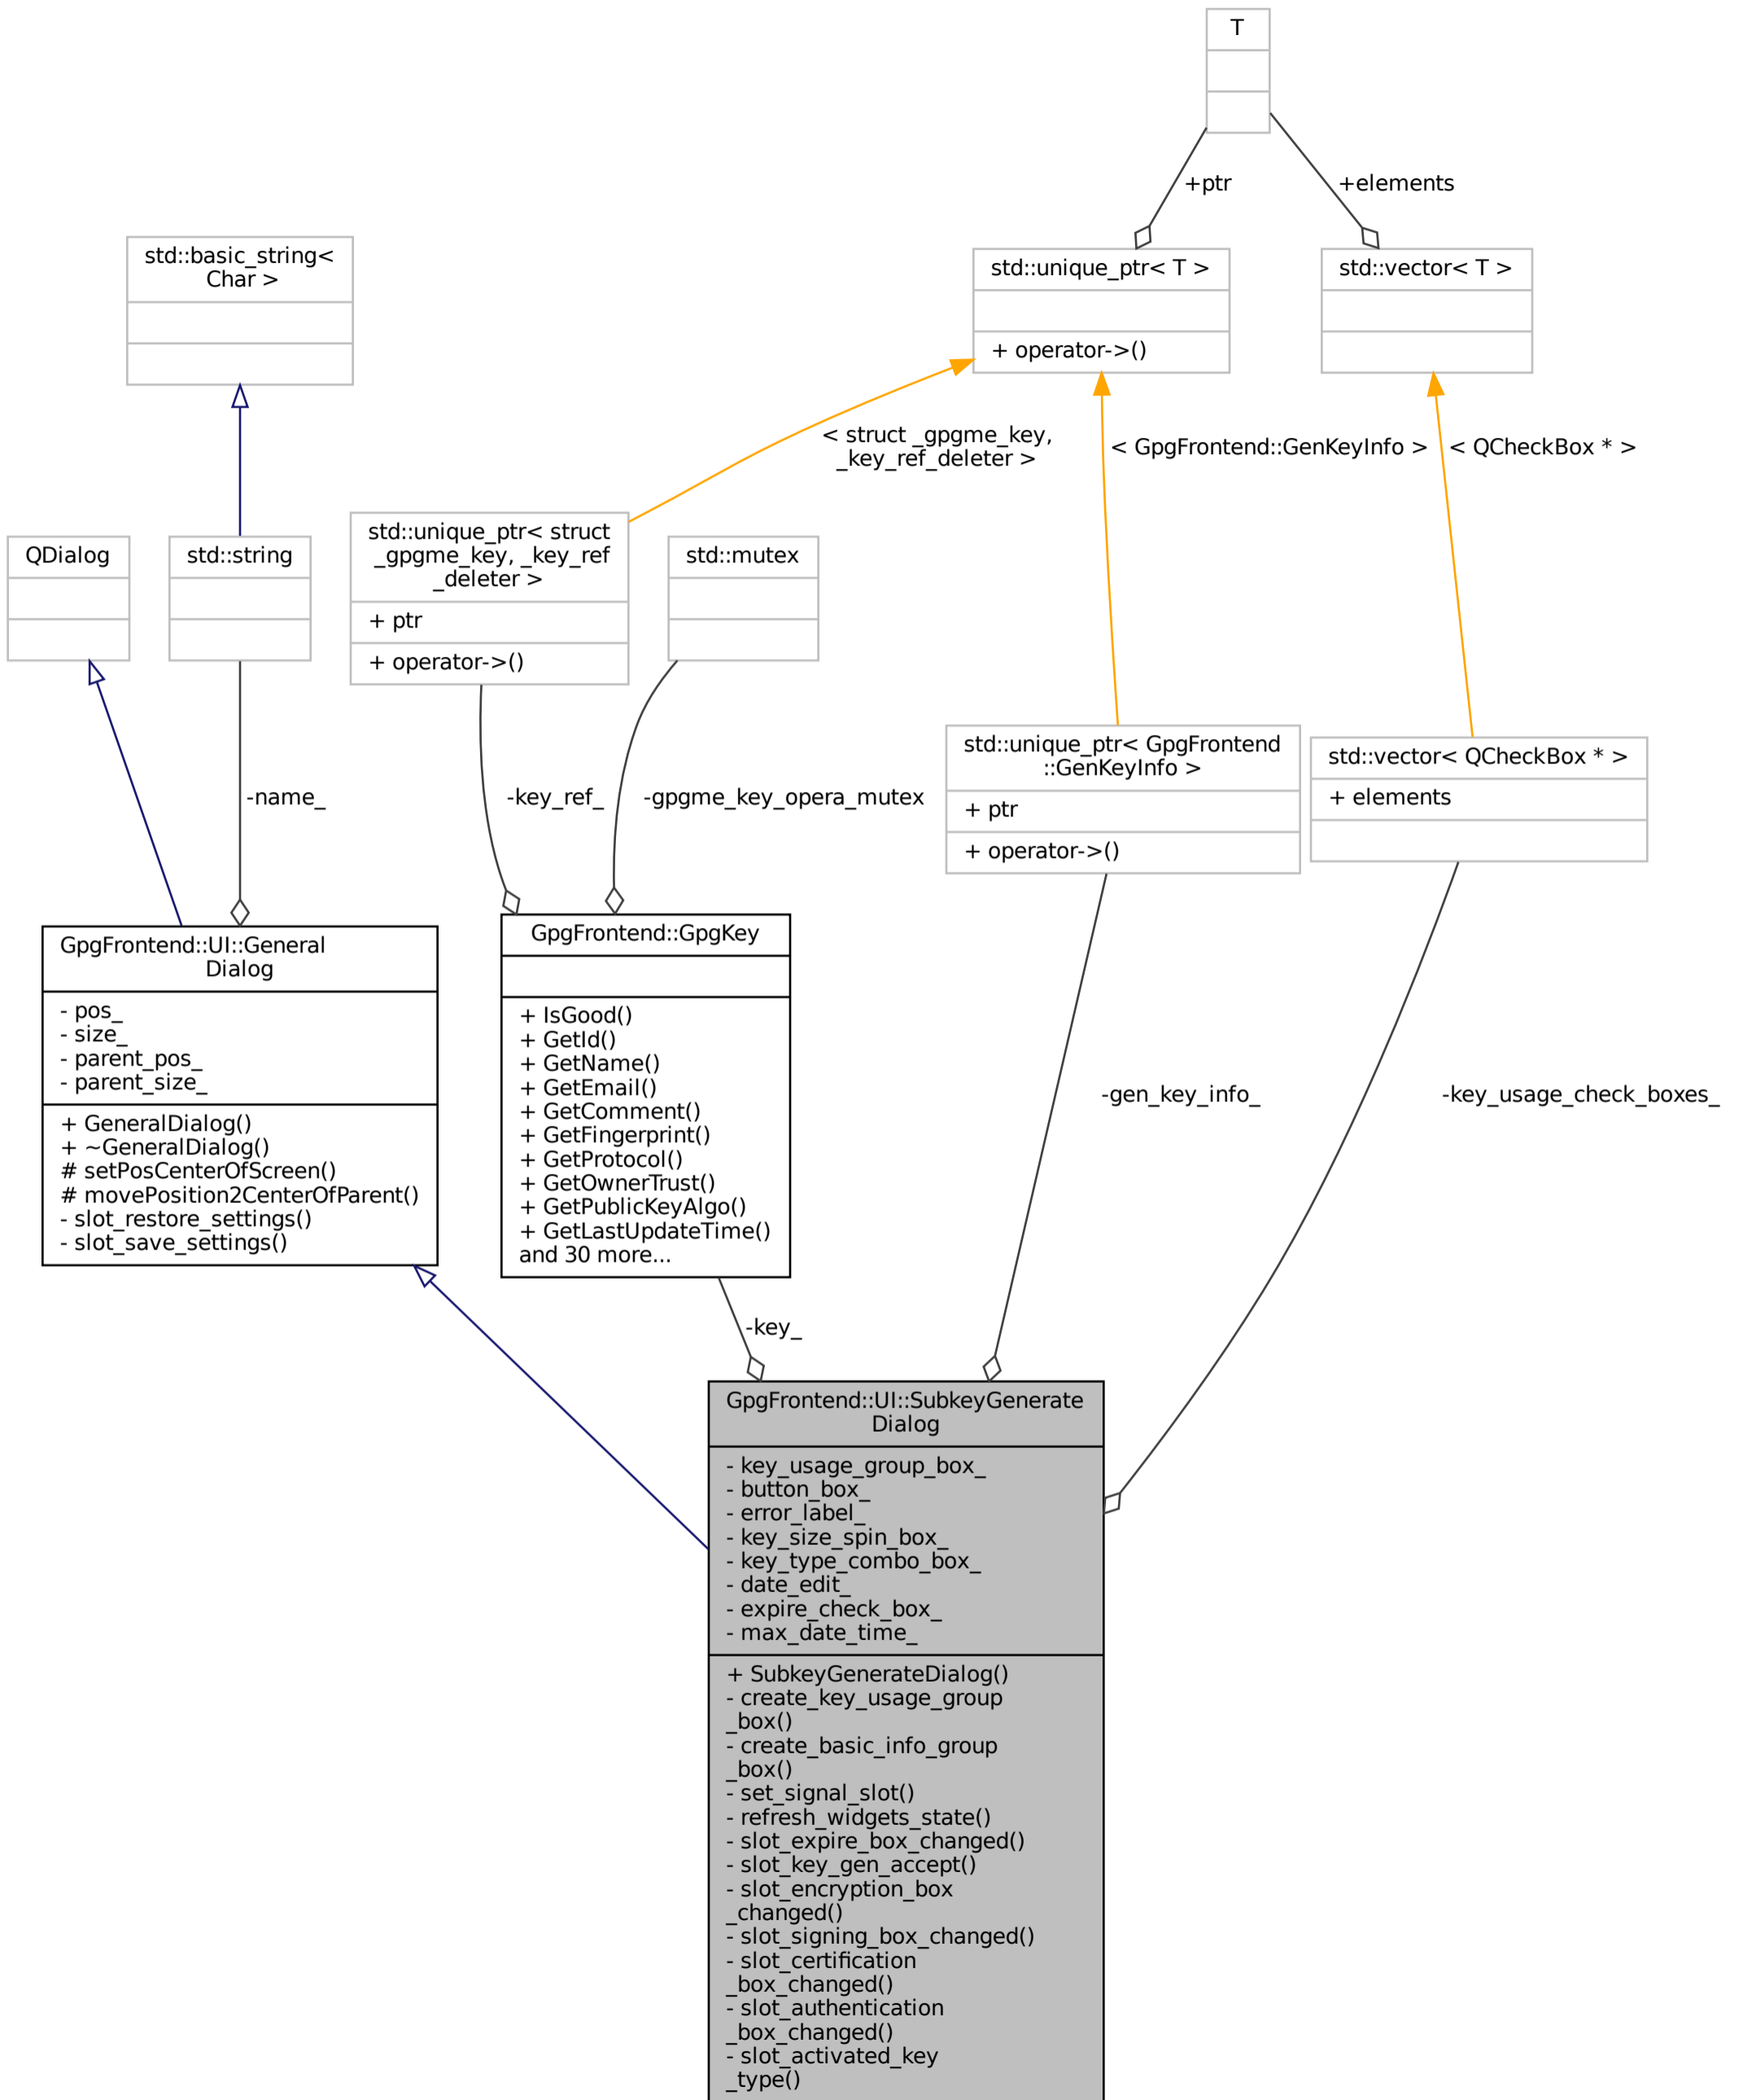 T
+ptr
+elements
std::basic_string<
Char >
std::unique_ptr< T >
+ operator->()
std::vector< T >
< struct _gpgme_key,
_key_ref_deleter >
< GpgFrontend::GenKeyInfo >
< QCheckBox * >
QDialog
std::string
std::unique_ptr< struct
_gpgme_key, _key_ref
_deleter >
+ ptr
+ operator->()
std::mutex
std::unique_ptr< GpgFrontend
::GenKeyInfo >
+ ptr
+ operator->()
std::vector< QCheckBox * >
+ elements
-name_
-key_ref_
-gpgme_key_opera_mutex
GpgFrontend::UI::General
Dialog
- pos_
- size_
- parent_pos_
- parent_size_
+ GeneralDialog()
+ ~GeneralDialog()
# setPosCenterOfScreen()
# movePosition2CenterOfParent()
- slot_restore_settings()
- slot_save_settings()
GpgFrontend::GpgKey
+ IsGood()
+ GetId()
+ GetName()
+ GetEmail()
+ GetComment()
+ GetFingerprint()
+ GetProtocol()
+ GetOwnerTrust()
+ GetPublicKeyAlgo()
+ GetLastUpdateTime()
and 30 more...
-gen_key_info_
-key_usage_check_boxes_
-key_
GpgFrontend::UI::SubkeyGenerate
Dialog
- key_usage_group_box_
- button_box_
- error_label_
- key_size_spin_box_
- key_type_combo_box_
- date_edit_
- expire_check_box_
- max_date_time_
+ SubkeyGenerateDialog()
- create_key_usage_group
_box()
- create_basic_info_group
_box()
- set_signal_slot()
- refresh_widgets_state()
- slot_expire_box_changed()
- slot_key_gen_accept()
- slot_encryption_box
_changed()
- slot_signing_box_changed()
- slot_certification
_box_changed()
- slot_authentication
_box_changed()
- slot_activated_key
_type()